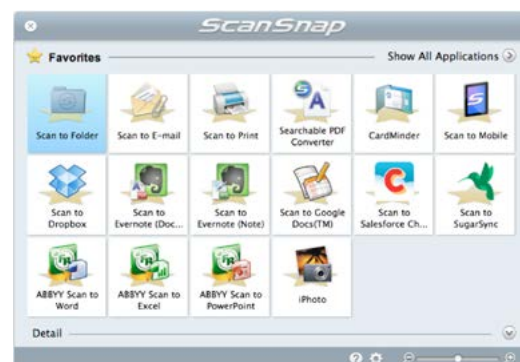 ScanSnap
Favorites
Show All Applications
Scan to Folder
Scan to E-mail
Scan to Print
Searchable PDF
Converter
CardMinder
Scan to Mobile
Scan to
Dropbox
Scan to
Evernote (Doc...
Scan to
Evernote (Note)
Scan to Google
Docs(TM)
Scan to
Salesforce Ch...
Scan to
SugarSync
ABBYY Scan to
Word
ABBYY Scan to
Excel
ABBYY Scan to
PowerPoint
iPhoto
Detail